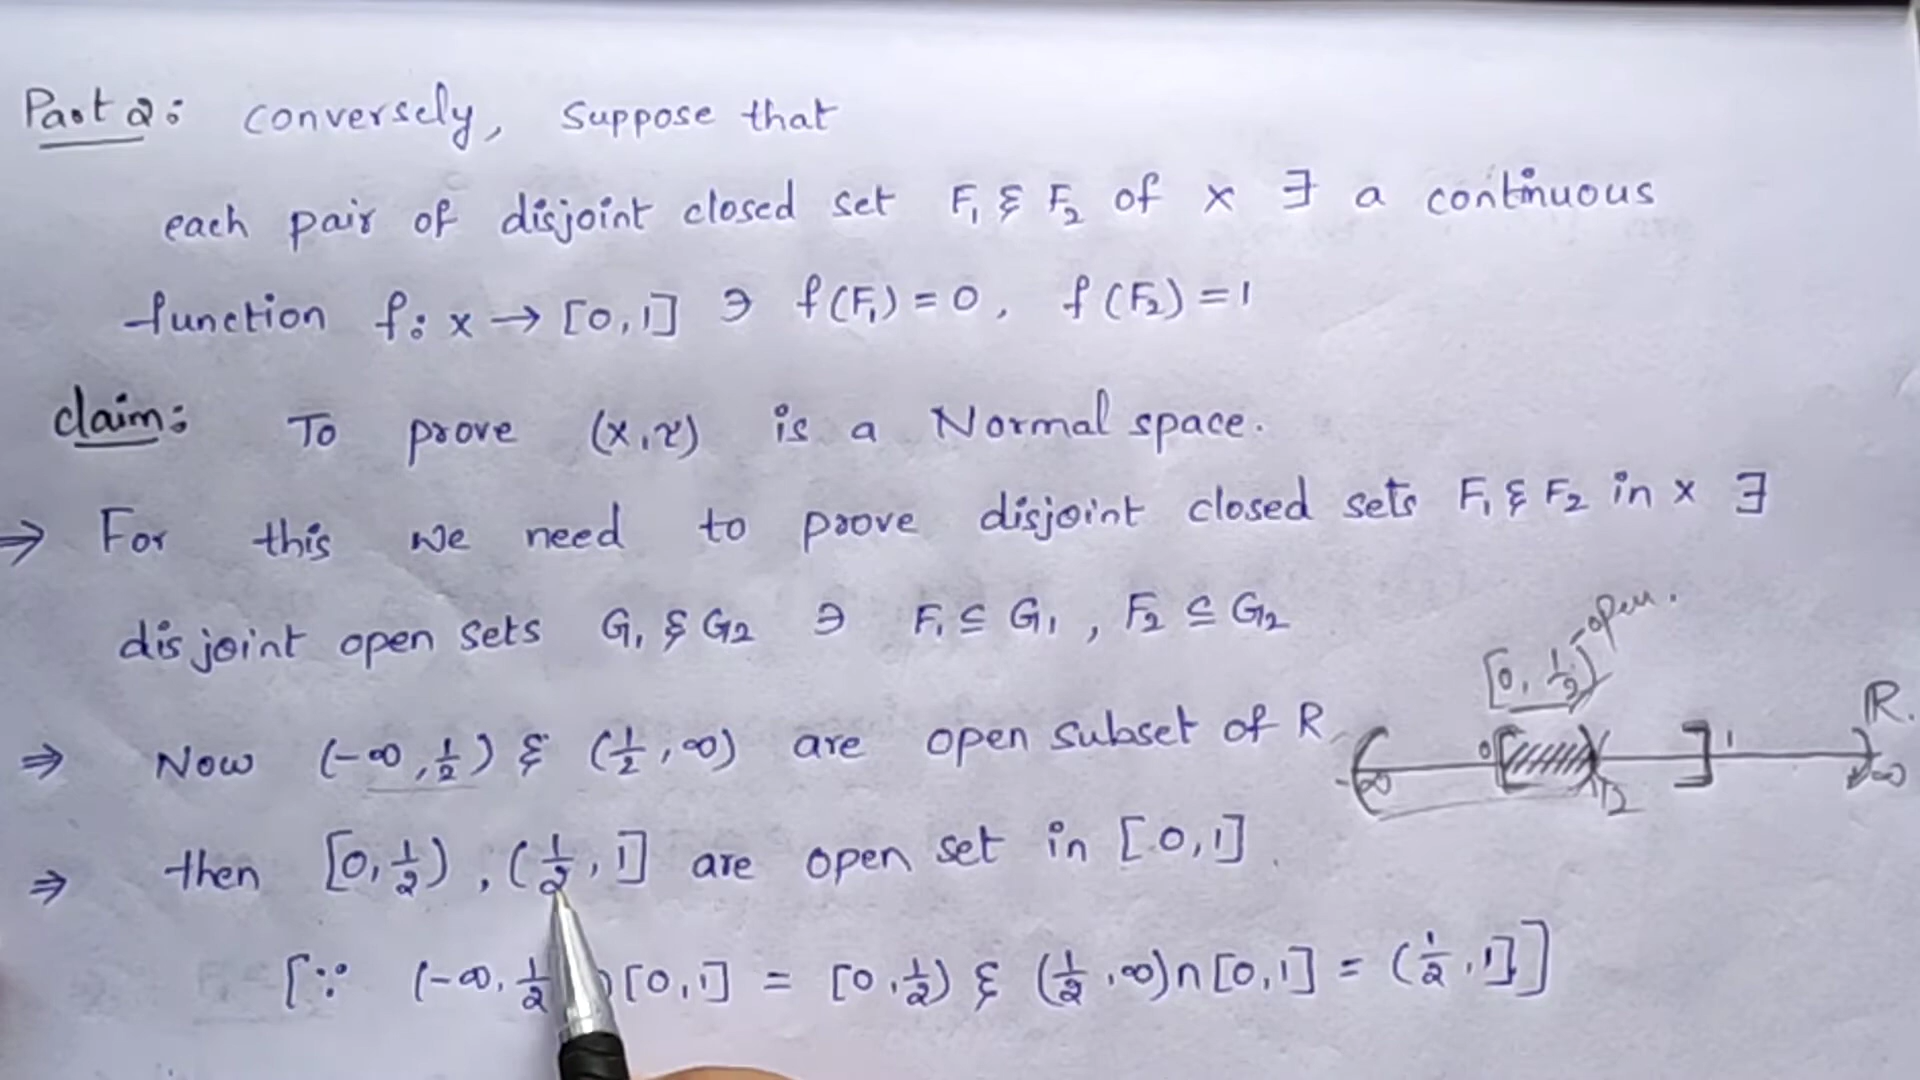 Part 2: conversely, suppose that
each pair of disjoint closed set F₁ & F₂ of x ∃ a continuous
function f: x → [0,1] ∋ f(F₁) = 0, f(F₂) = 1
claim: To prove (x,τ) is a Normal space.
⇒ For this we need to prove disjoint closed sets F₁ & F₂ in x ∃
disjoint open sets G₁ & G₂ ∋ F₁ ⊆ G₁, F₂ ⊆ G₂
[0, ½) - open.
⇒ Now (-∞, ½) & (½, ∞) are open subset of R
-∞ 0 ½ 1 ∞ R.
⇒ then [0, ½), (½, 1] are open set in [0,1].
[∵ (-∞, ½ ∩ [0,1] = [0, ½) & (½, ∞) ∩ [0,1] = (½, 1]]